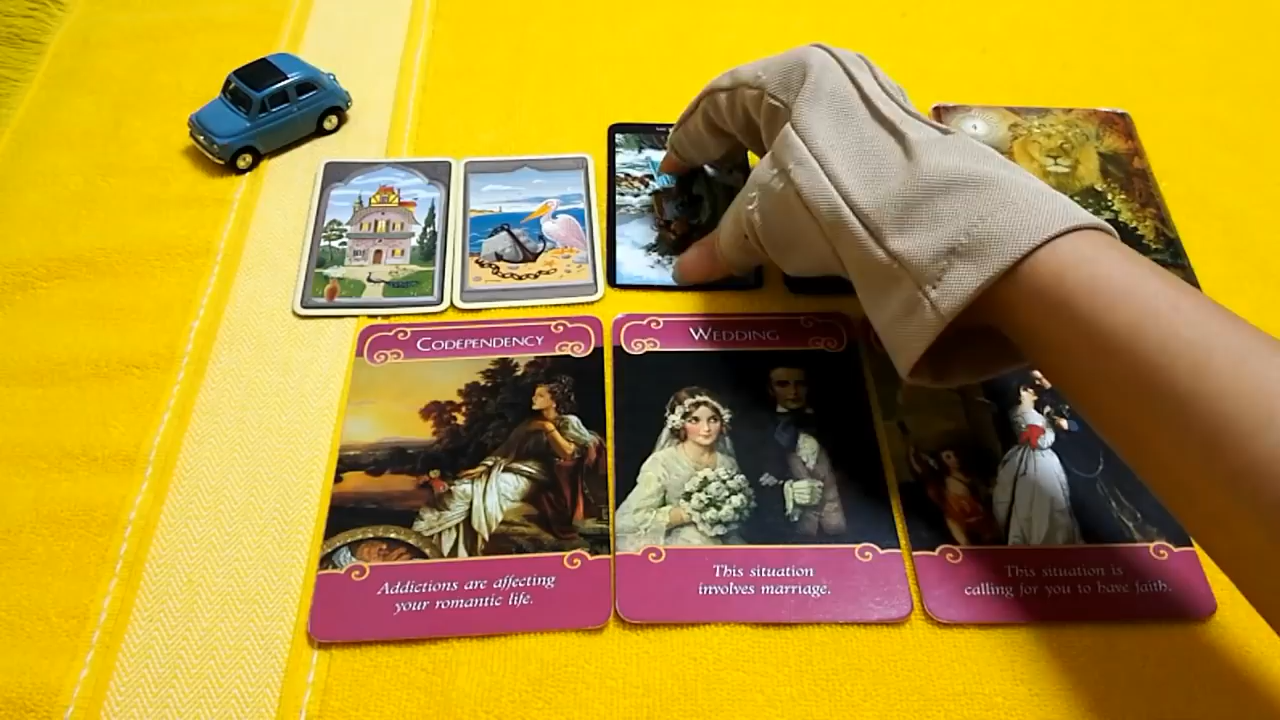 CODEPENDENCY
WEDDING
Addictions are affecting
your romantic life.
This situation
involves marriage.
This situation is
calling for you to have faith.